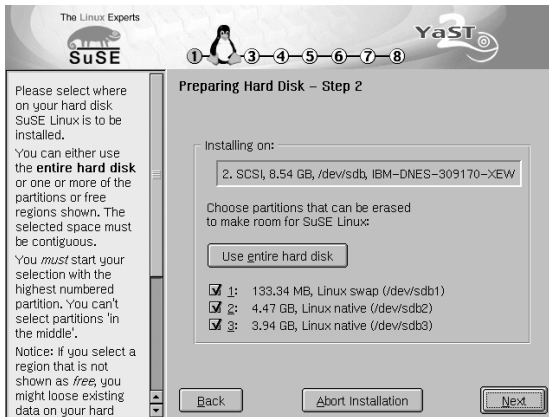 The Linux Experts
SuSE
YaST
2
1 3 4 5 6 7 8
Please select where
on your hard disk
SuSE Linux is to be
installed.
You can either use
the entire hard disk
or one or more of the
partitions or free
regions shown. The
selected space must
be contiguous.
You must start your
selection with the
highest numbered
partition. You can't
select partitions 'in
the middle'.
Notice: If you select a
region that is not
shown as free, you
might loose existing
data on your hard
Preparing Hard Disk – Step 2
Installing on:
2. SCSI, 8.54 GB, /dev/sdb, IBM-DNES-309170-XEW
Choose partitions that can be erased
to make room for SuSE Linux:
Use entire hard disk
1: 133.34 MB, Linux swap (/dev/sdb1)
2: 4.47 GB, Linux native (/dev/sdb2)
3: 3.94 GB, Linux native (/dev/sdb3)
Back
Abort Installation
Next